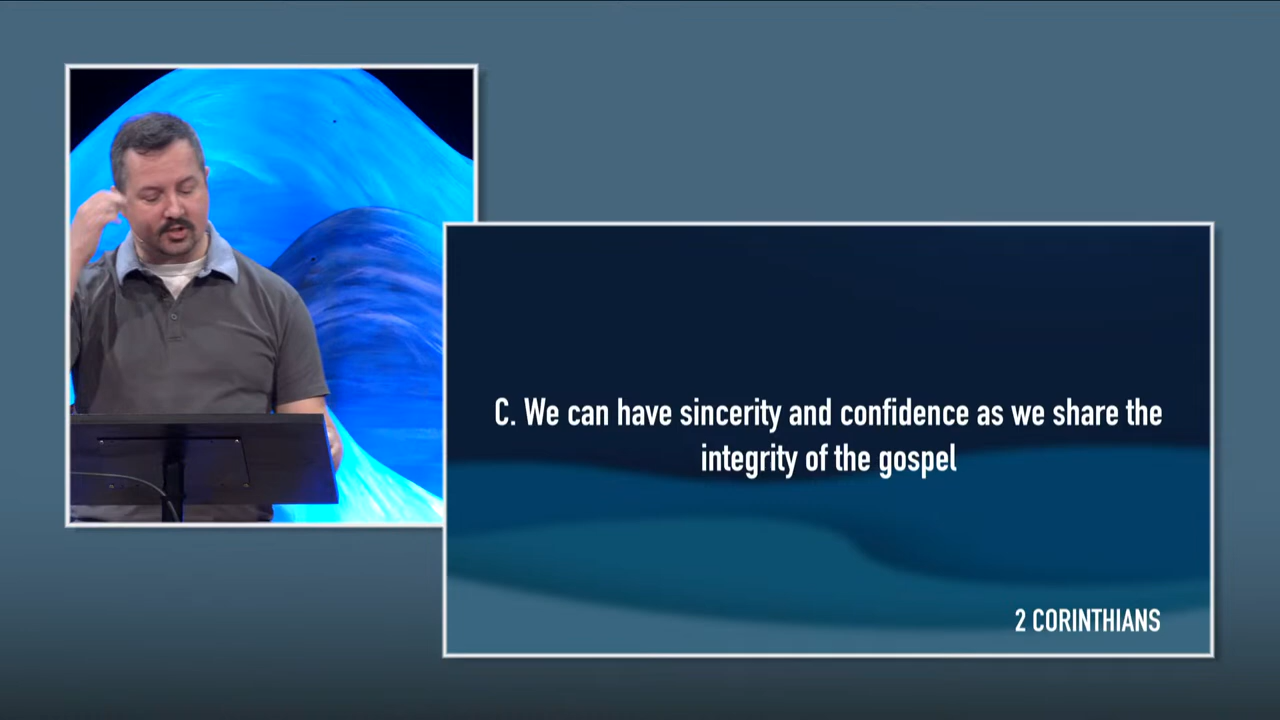 C. We can have sincerity and confidence as we share the
integrity of the gospel
2 CORINTHIANS